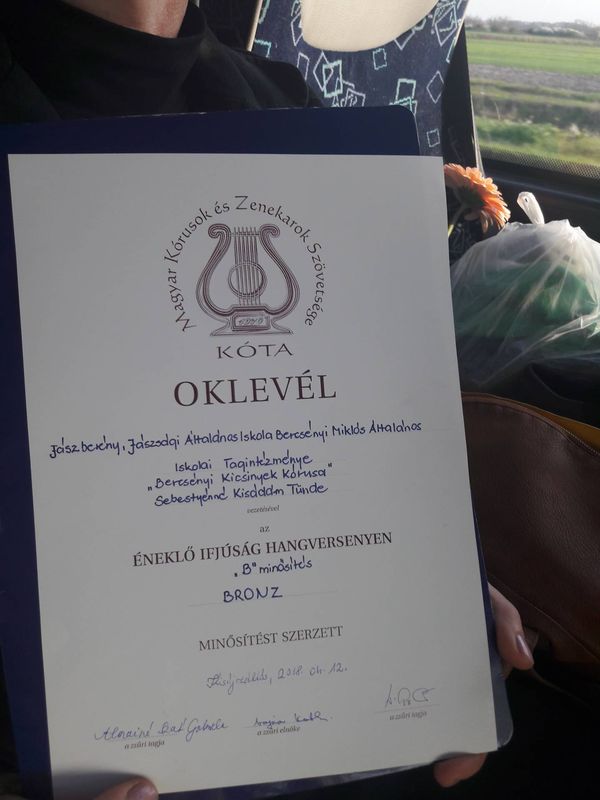 Magyar Kórusok és Zenekarok Szövetsége
KÓTA
OKLEVÉL
Jászberény, Jászsági Általános Iskola Bercsényi Miklós Általános
Iskolai Tagintézménye
„Bercsényi Kicsinyek Kórusa"
Sebestyénné Kisádám Tünde
vezetésével
az
ÉNEKLŐ IFJÚSÁG HANGVERSENYEN
„B" minősítés
BRONZ
MINŐSÍTÉST SZERZETT
2018. 04. 12.
a zsűri tagja
a zsűri elnöke
a zsűri tagja